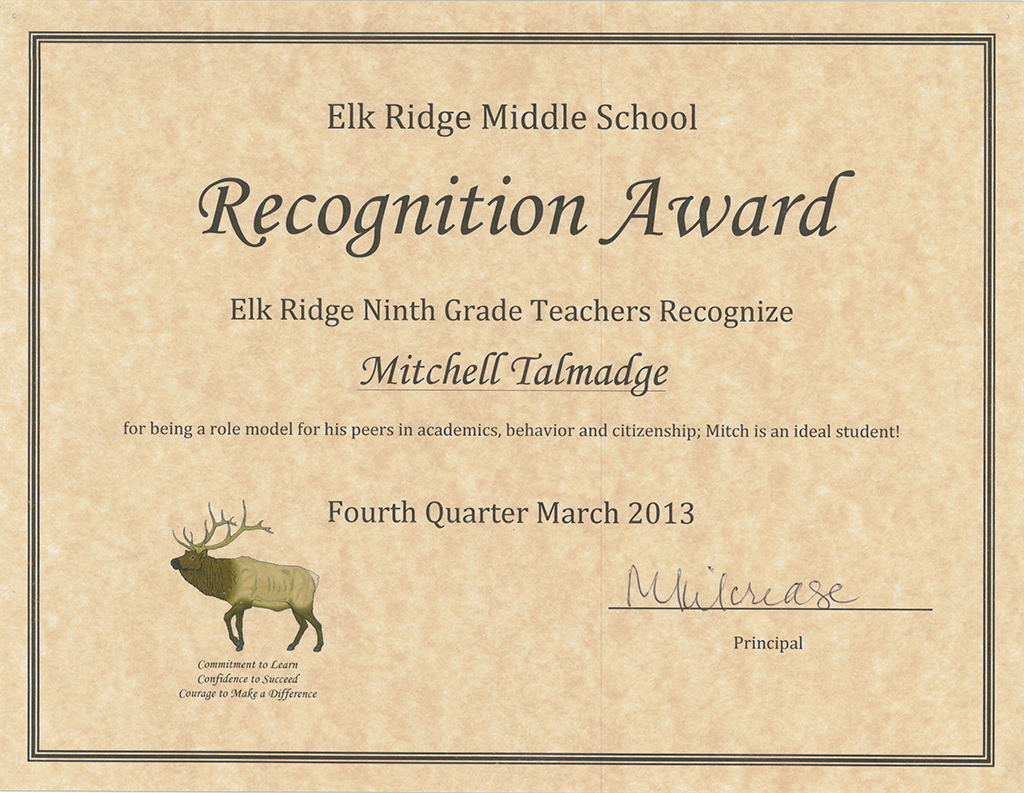 Elk Ridge Middle School
Recognition Award
Elk Ridge Ninth Grade Teachers Recognize
Mitchell Talmadge
for being a role model for his peers in academics, behavior and citizenship; Mitch is an ideal student!
Fourth Quarter March 2013
Principal
Commitment to Learn
Confidence to Succeed
Courage to Make a Difference